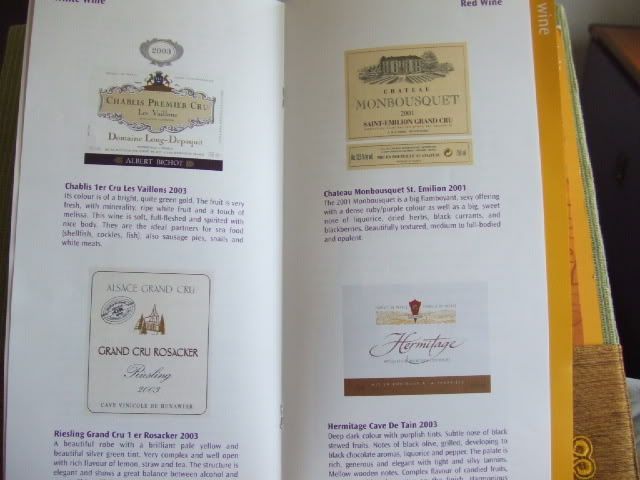 White Wine
2003
CHABLIS PREMIER CRU
Les Vaillons
Domaine Long-Depaquit
ALBERT BICHOT
Chablis 1er Cru Les Vaillons 2003
Its colour is of a bright, quite green gold. The fruit is very
fresh, with minerality, ripe white fruit and a touch of
melissa. This wine is soft, full-fleshed and spirited with
nice body. They are the ideal partners for sea food
(shellfish, cockles, fish), also sausage pies, snails and
white meats.
ALSACE GRAND CRU
GRAND CRU ROSACKER
Riesling
2003
CAVE VINICOLE DE HUNAWIHR
Riesling Grand Cru 1 er Rosacker 2003
A beautiful robe with a brilliant pale yellow and
beautiful silver green tint. Very complex and well open
with rich flavour of lemon, straw and tea. The structure is
elegant and shows a great balance between alcohol and
Red Wine
CHATEAU
MONBOUSQUET
2001
SAINT-EMILION GRAND CRU
Chateau Monbousquet St. Emilion 2001
The 2001 Monbousquet is a big flamboyant, sexy offering
with a dense ruby/purple colour as well as a big, sweet
nose of liquorice, dried herbs, black currants, and
blackberries. Beautifully textured, medium to full-bodied
and opulent.
Hermitage
Hermitage Cave De Tain 2003
Deep dark colour with purplish tints. Subtle nose of black
stewed fruits. Notes of black olive, grilled, developing to
black chocolate aromas, liquorice and pepper. The palate is
rich, generous and elegant with tight and silky tannins.
Mellow wooden notes. Complex flavour of candied fruits,
the finish. Harmonious
wine